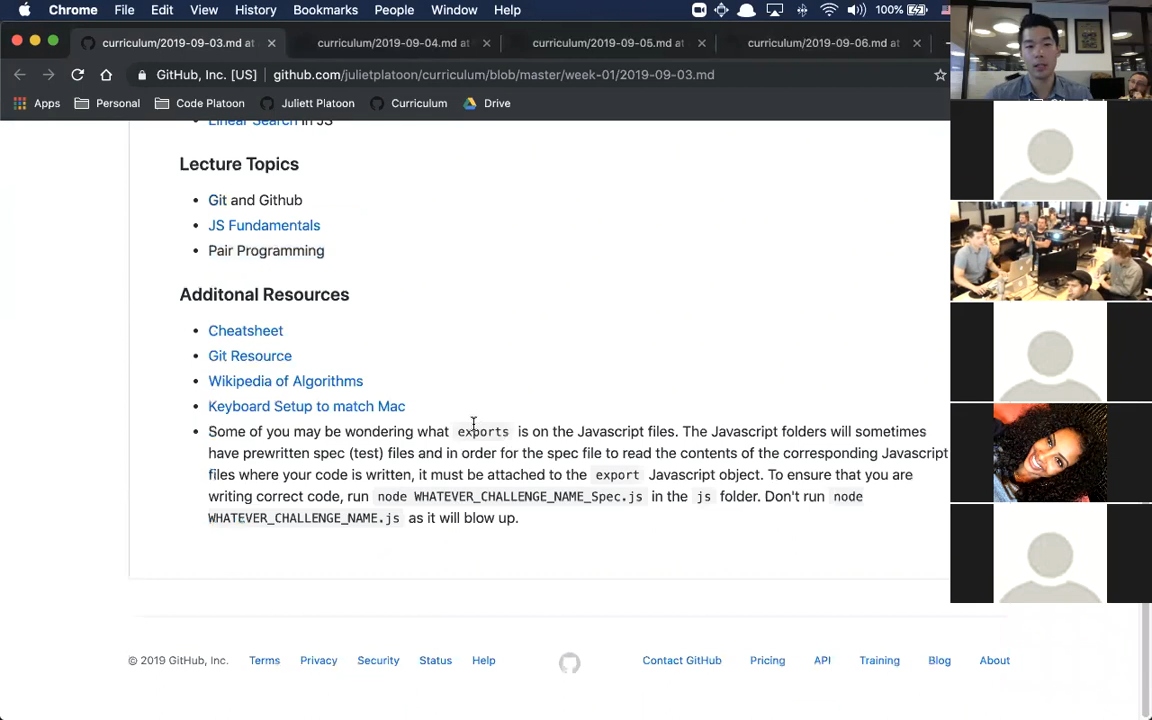 Chrome File Edit View History Bookmarks People Window Help 100%
curriculum/2019-09-03.md at curriculum/2019-09-04.md at curriculum/2019-09-05.md at curriculum/2019-09-06.md at
GitHub, Inc. [US] github.com/julietplatoon/curriculum/blob/master/week-01/2019-09-03.md
Apps Personal Code Platoon Juliett Platoon Curriculum Drive
Linear Search in JS
Lecture Topics
Git and Github
JS Fundamentals
Pair Programming
Additonal Resources
Cheatsheet
Git Resource
Wikipedia of Algorithms
Keyboard Setup to match Mac
Some of you may be wondering what exports is on the Javascript files. The Javascript folders will sometimes
have prewritten spec (test) files and in order for the spec file to read the contents of the corresponding Javascript
files where your code is written, it must be attached to the export Javascript object. To ensure that you are
writing correct code, run node WHATEVER_CHALLENGE_NAME_Spec.js in the js folder. Don't run node
WHATEVER_CHALLENGE_NAME.js as it will blow up.
© 2019 GitHub, Inc. Terms Privacy Security Status Help Contact GitHub Pricing API Training Blog About